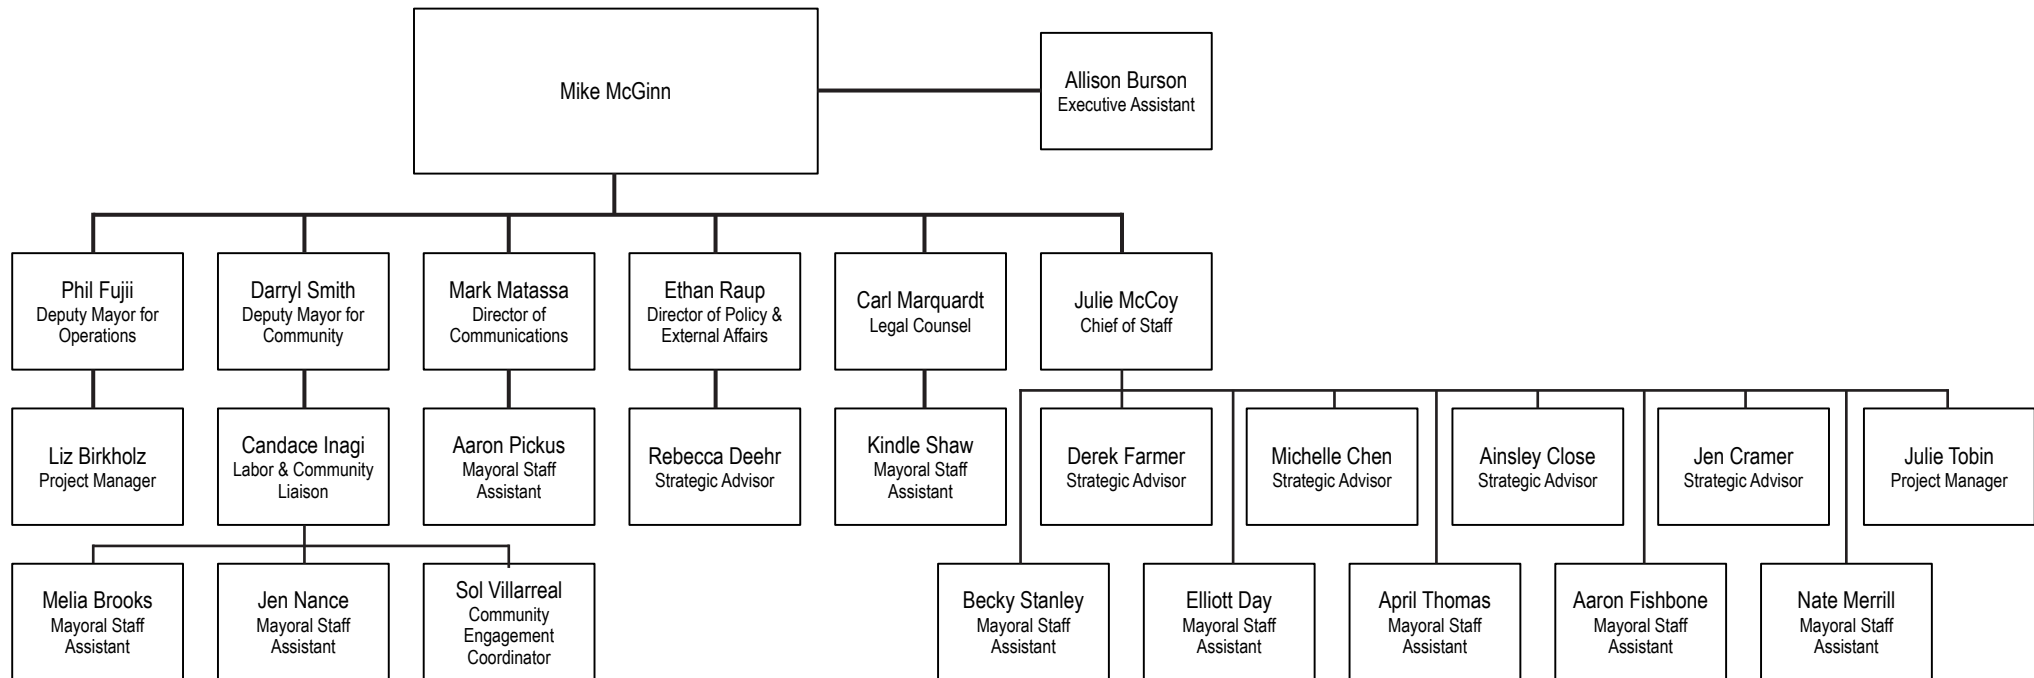 Mike McGinn
Allison Burson
Executive Assistant
Phil Fujii
Deputy Mayor for
Operations
Darryl Smith
Deputy Mayor for
Community
Mark Matassa
Director of
Communications
Ethan Raup
Director of Policy &
External Affairs
Carl Marquardt
Legal Counsel
Julie McCoy
Chief of Staff
Liz Birkholz
Project Manager
Candace Inagi
Labor & Community
Liaison
Aaron Pickus
Mayoral Staff
Assistant
Rebecca Deehr
Strategic Advisor
Kindle Shaw
Mayoral Staff
Assistant
Derek Farmer
Strategic Advisor
Michelle Chen
Strategic Advisor
Ainsley Close
Strategic Advisor
Jen Cramer
Strategic Advisor
Julie Tobin
Project Manager
Melia Brooks
Mayoral Staff
Assistant
Jen Nance
Mayoral Staff
Assistant
Sol Villarreal
Community
Engagement
Coordinator
Becky Stanley
Mayoral Staff
Assistant
Elliott Day
Mayoral Staff
Assistant
April Thomas
Mayoral Staff
Assistant
Aaron Fishbone
Mayoral Staff
Assistant
Nate Merrill
Mayoral Staff
Assistant